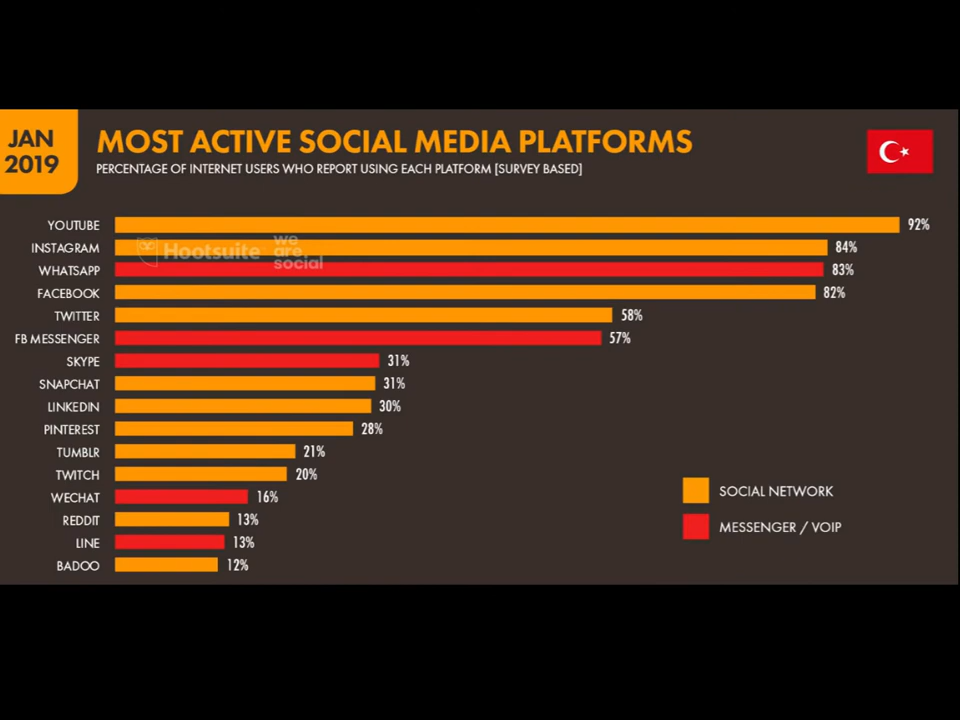 JAN
2019
MOST ACTIVE SOCIAL MEDIA PLATFORMS
PERCENTAGE OF INTERNET USERS WHO REPORT USING EACH PLATFORM [SURVEY BASED]
YOUTUBE 92%
Hootsuite we are social
INSTAGRAM 84%
WHATSAPP 83%
FACEBOOK 82%
TWITTER 58%
FB MESSENGER 57%
SKYPE 31%
SNAPCHAT 31%
LINKEDIN 30%
PINTEREST 28%
TUMBLR 21%
TWITCH 20%
WECHAT 16%
REDDIT 13%
LINE 13%
BADOO 12%
SOCIAL NETWORK
MESSENGER / VOIP